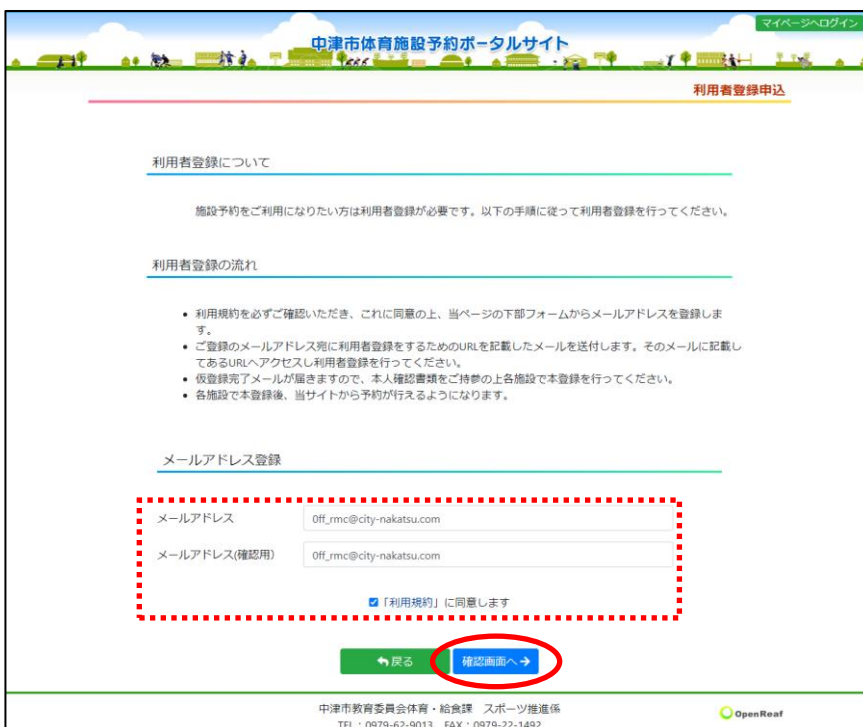 マイページへログイン
中津市体育施設予約ポータルサイト
利用者登録申込
利用者登録について
施設予約をご利用になりたい方は利用者登録が必要です。以下の手順に従って利用者登録を行ってください。
利用者登録の流れ
• 利用規約を必ずご確認いただき、これに同意の上、当ページの下部フォームからメールアドレスを登録しま
す。
• ご登録のメールアドレス宛に利用者登録をするためのURLを記載したメールを送付します。そのメールに記載し
てあるURLへアクセスし利用者登録を行ってください。
• 仮登録完了メールが届きますので、本人確認書類をご持参の上各施設で本登録を行ってください。
• 各施設で本登録後、当サイトから予約が行えるようになります。
メールアドレス登録
メールアドレス 0ff_rmc@city-nakatsu.com
メールアドレス(確認用) 0ff_rmc@city-nakatsu.com
「利用規約」に同意します
戻る 確認画面へ
中津市教育委員会体育・給食課 スポーツ推進係
OpenReaf
TEL：0979-62-9013 FAX：0979-22-1492